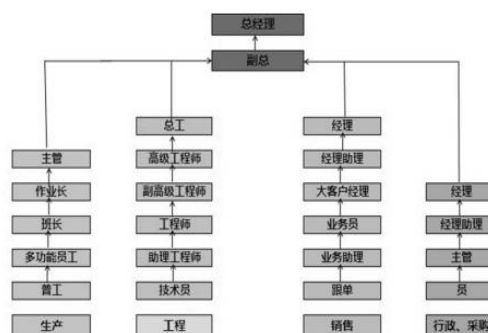 总经理
副总
总工
经理
主管
高级工程师
经理助理
作业长
副高级工程师
大客户经理
经理
班长
工程师
业务员
经理助理
多功能员工
助理工程师
业务助理
主管
普工
技术员
跟单
员
生产
工程
销售
行政、采购